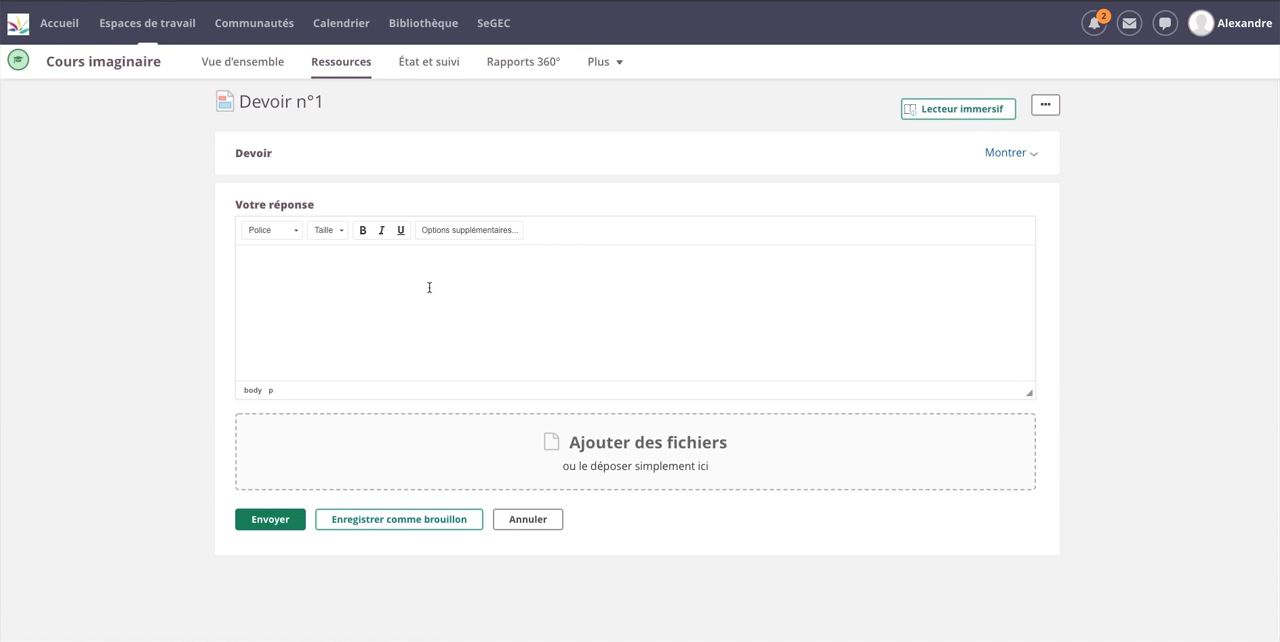 Accueil Espaces de travail Communautés Calendrier Bibliothèque SeGEC 2 Alexandre
Cours imaginaire Vue d'ensemble Ressources État et suivi Rapports 360° Plus
Devoir n°1
Lecteur immersif
Devoir Montrer
Votre réponse
Police Taille B I U Options supplémentaires...
body p
Ajouter des fichiers
ou le déposer simplement ici
Envoyer Enregistrer comme brouillon Annuler